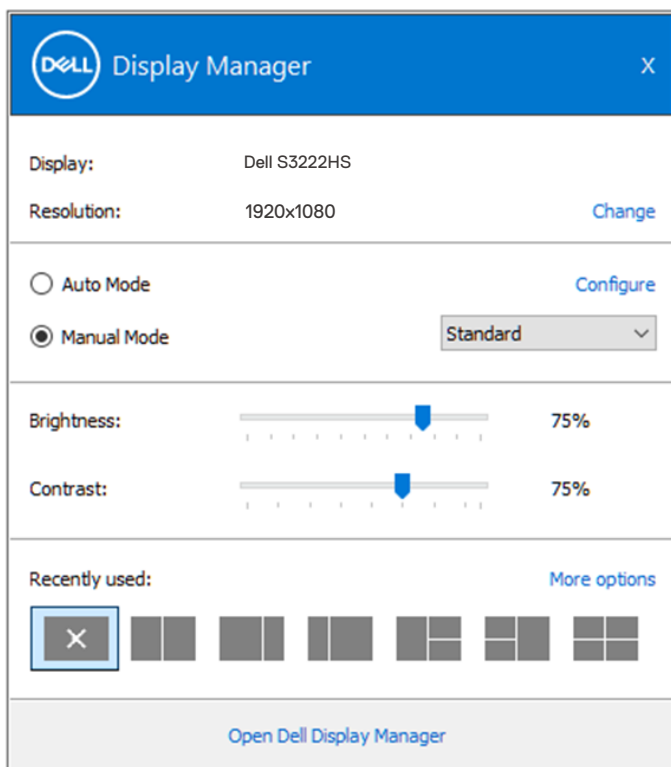 DELL Display Manager X
Display: Dell S3222HS
Resolution: 1920x1080 Change
Auto Mode Configure
Manual Mode Standard
Brightness: 75%
Contrast: 75%
Recently used: More options
Open Dell Display Manager